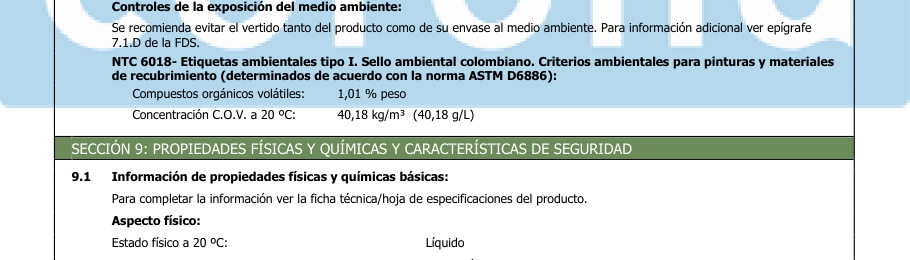 Controles de la exposición del medio ambiente:
Se recomienda evitar el vertido tanto del producto como de su envase al medio ambiente. Para información adicional ver epígrafe
7.1.D de la FDS.
NTC 6018- Etiquetas ambientales tipo I. Sello ambiental colombiano. Criterios ambientales para pinturas y materiales
de recubrimiento (determinados de acuerdo con la norma ASTM D6886):
Compuestos orgánicos volátiles: 1,01 % peso
Concentración C.O.V. a 20 ºC: 40,18 kg/m³ (40,18 g/L)
SECCIÓN 9: PROPIEDADES FÍSICAS Y QUÍMICAS Y CARACTERÍSTICAS DE SEGURIDAD
9.1 Información de propiedades físicas y químicas básicas:
Para completar la información ver la ficha técnica/hoja de especificaciones del producto.
Aspecto físico:
Estado físico a 20 ºC: Líquido